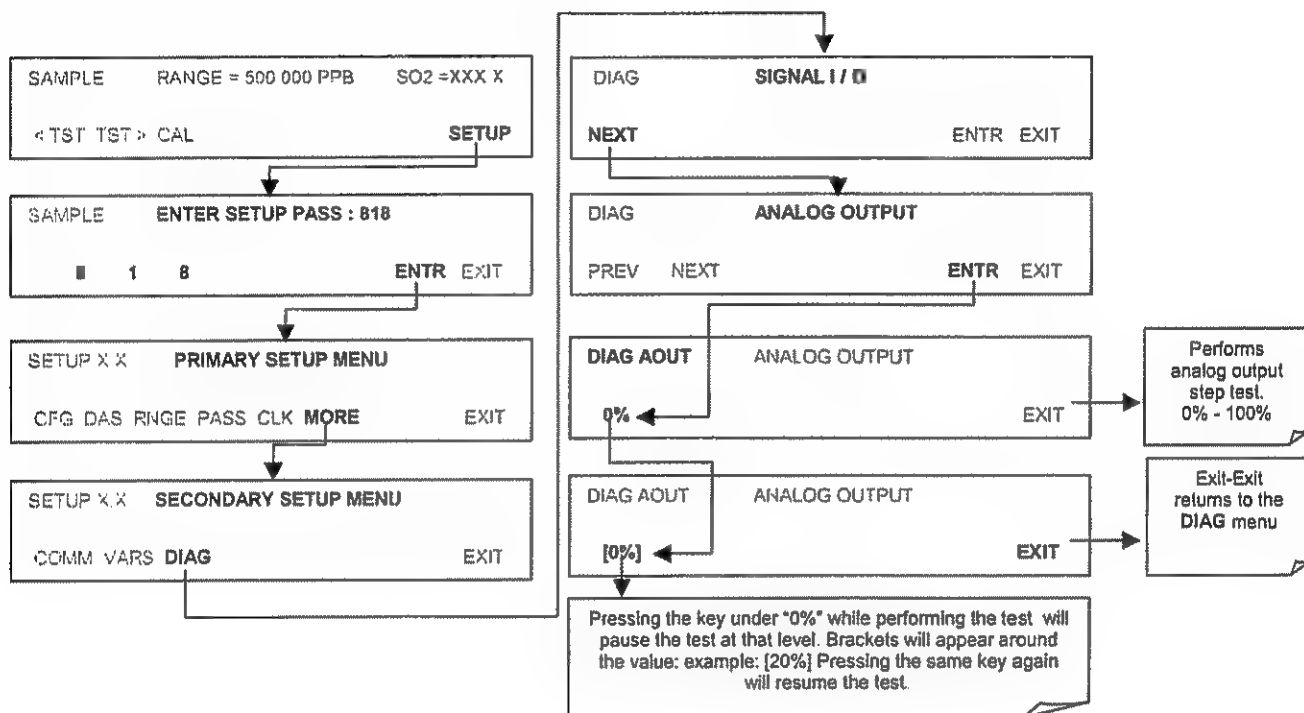 SAMPLE RANGE = 500 000 PPB SO2 =XXX X
< TST TST > CAL SETUP
SAMPLE ENTER SETUP PASS : 818
1 8 ENTR EXIT
SETUP X X PRIMARY SETUP MENU
CFG DAS RNGE PASS CLK MORE EXIT
SETUP X.X SECONDARY SETUP MENU
COMM VARS DIAG EXIT
DIAG SIGNAL I /
NEXT ENTR EXIT
DIAG ANALOG OUTPUT
PREV NEXT ENTR EXIT
DIAG AOUT ANALOG OUTPUT
0% EXIT
Performs
analog output
step test.
0% - 100%
DIAG AOUT ANALOG OUTPUT
[0%] EXIT
Exit-Exit
returns to the
DIAG menu
Pressing the key under "0%" while performing the test will
pause the test at that level. Brackets will appear around
the value: example: [20%] Pressing the same key again
will resume the test.